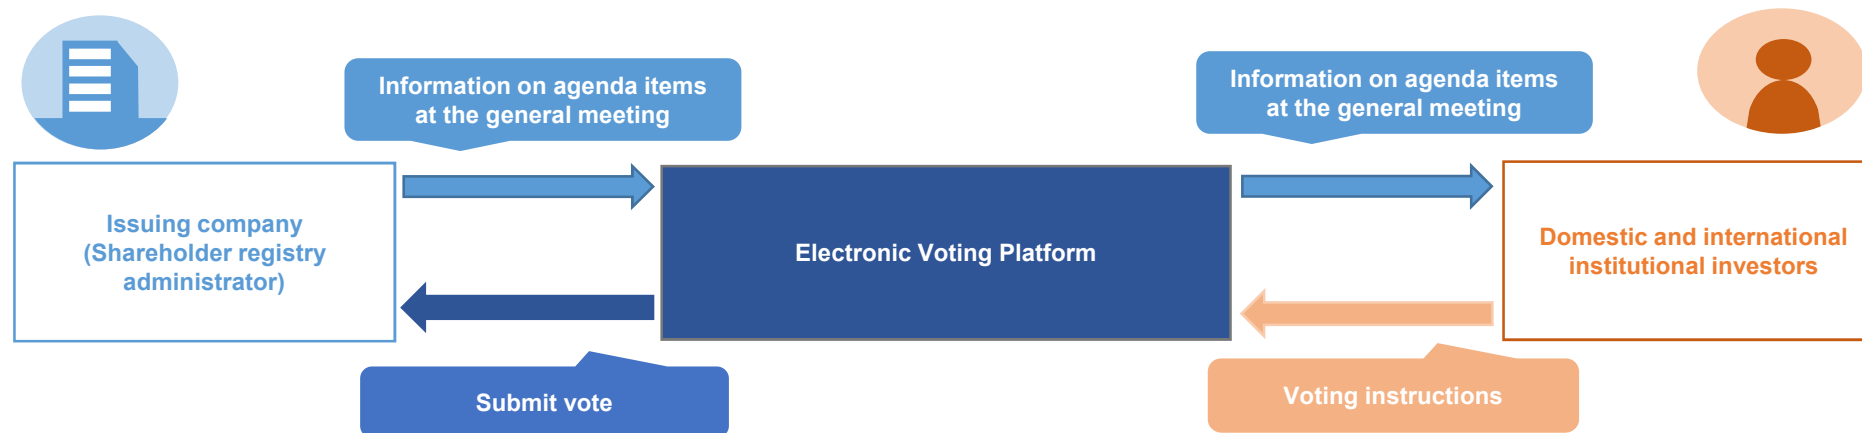 Information on agenda items
at the general meeting
Information on agenda items
at the general meeting
Issuing company
(Shareholder registry
administrator)
Electronic Voting Platform
Domestic and international
institutional investors
Submit vote
Voting instructions